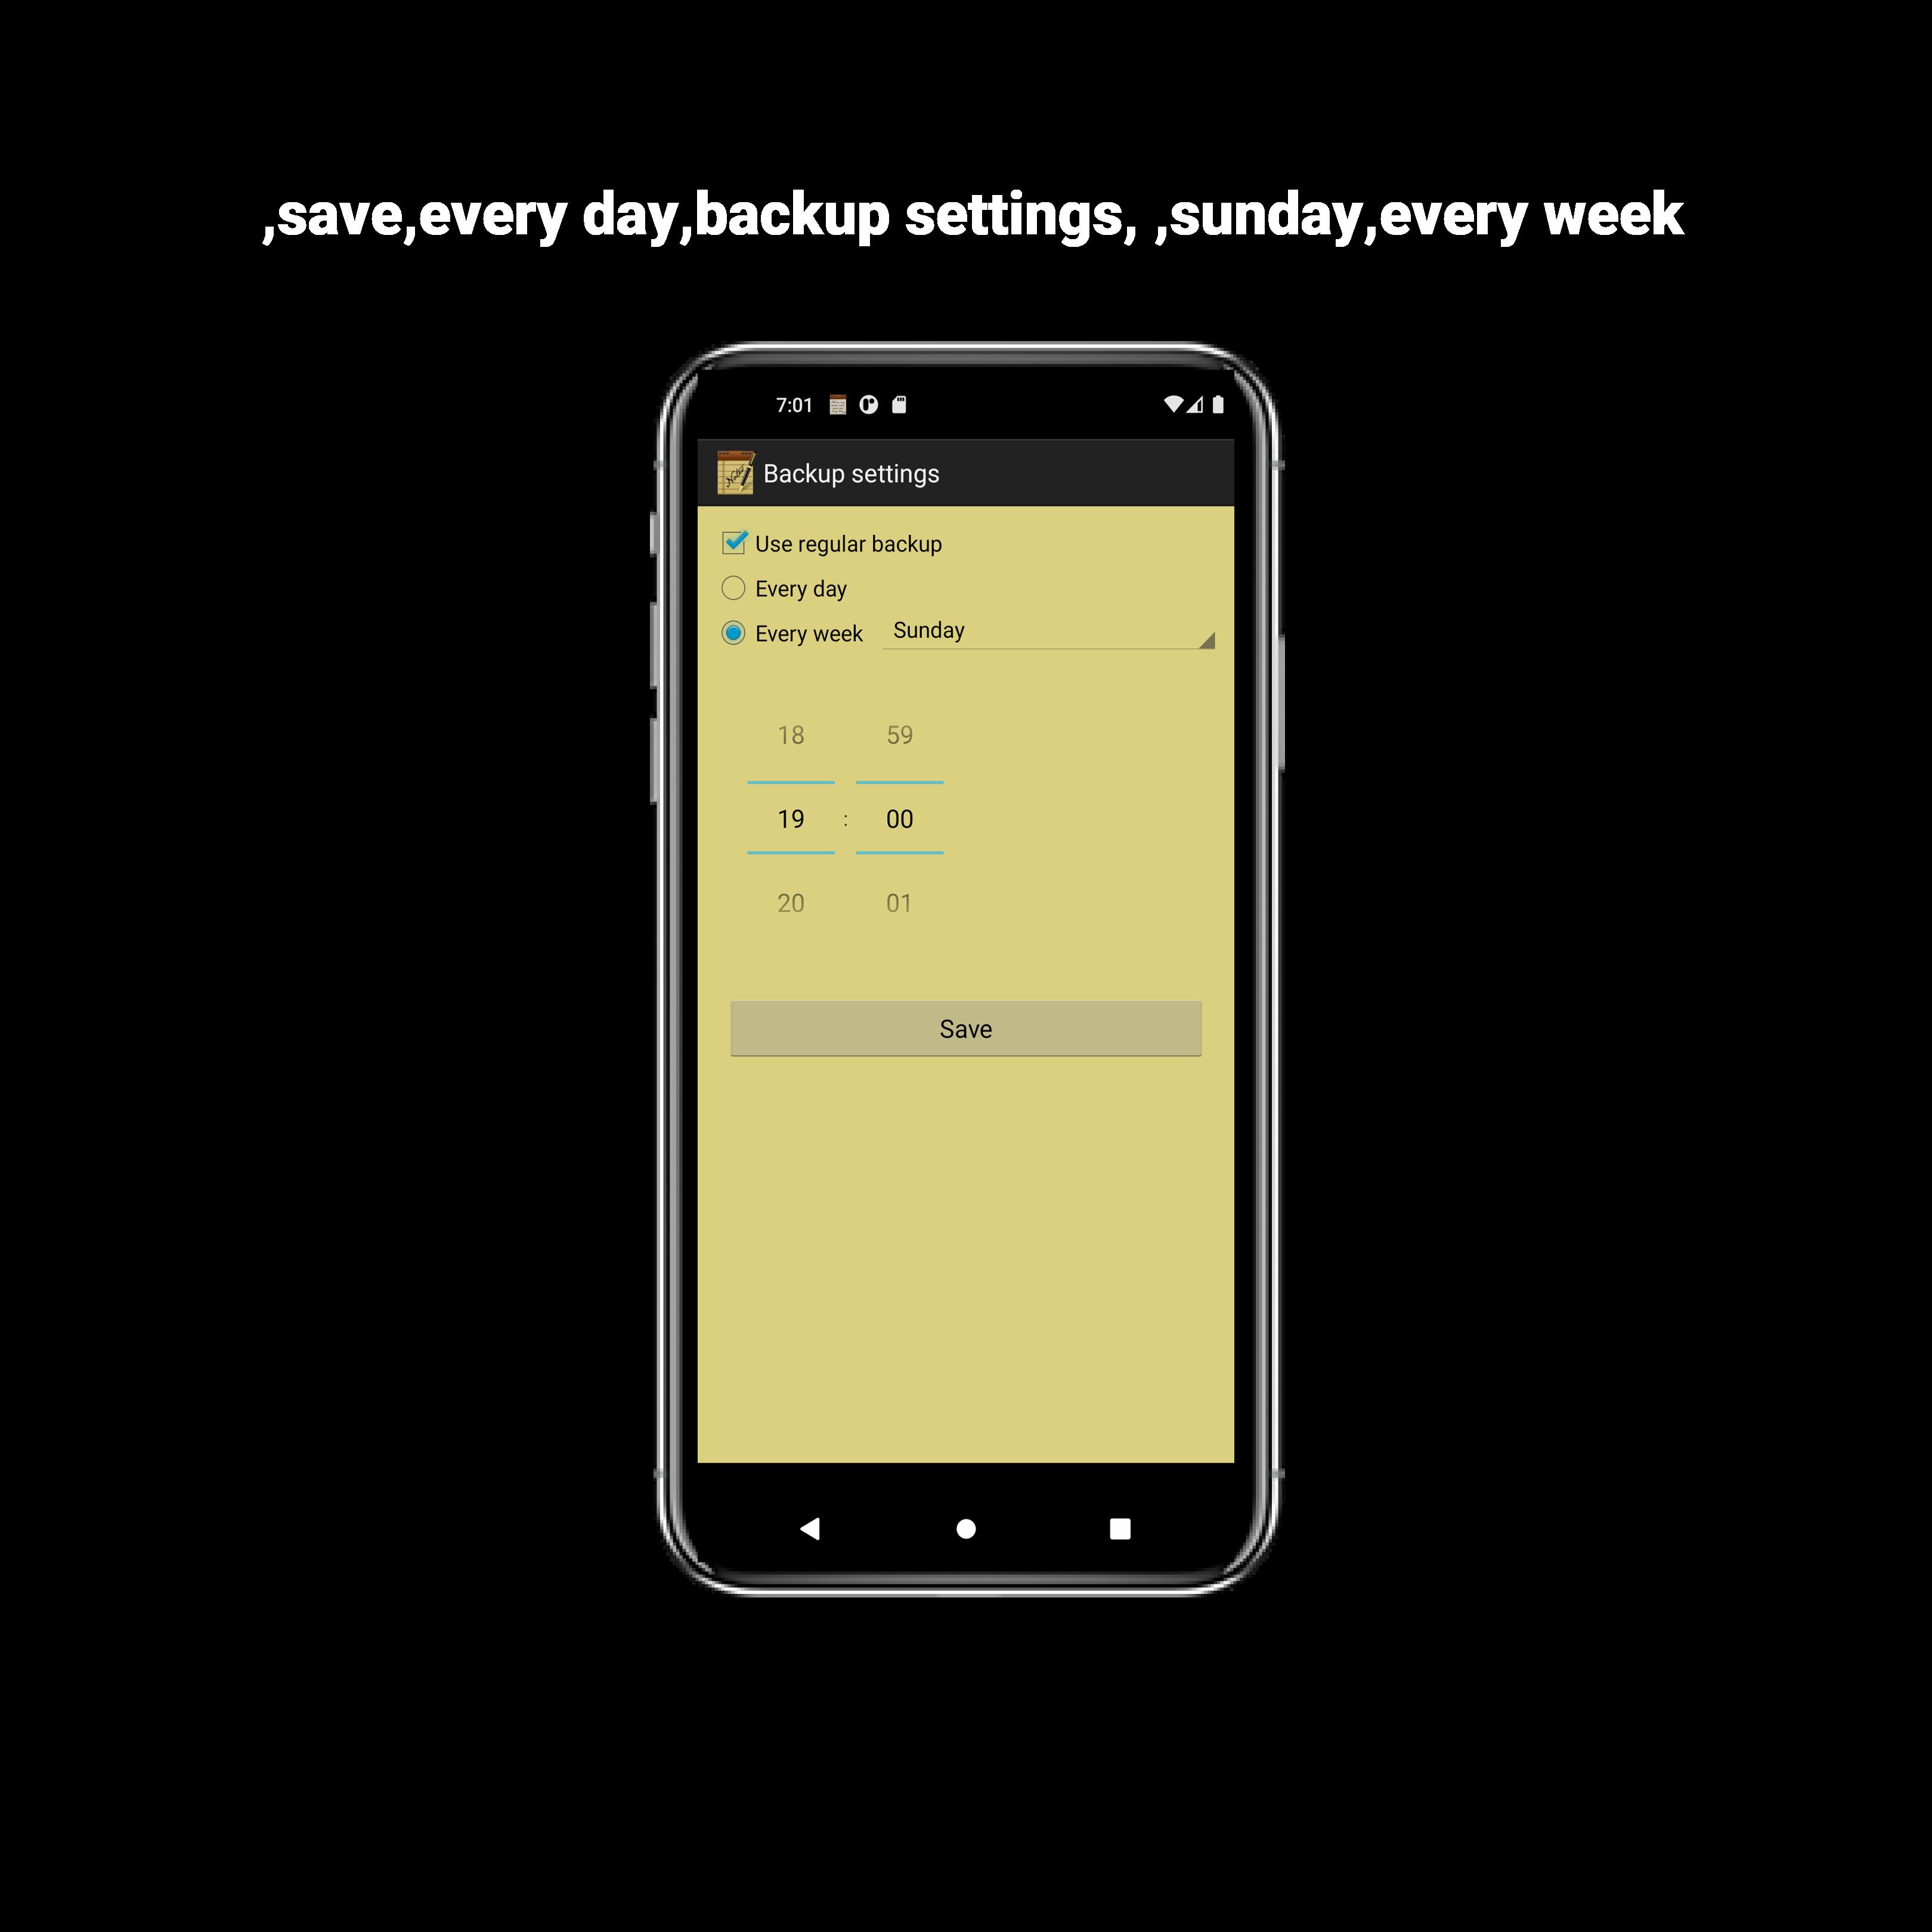 ,save,every day,backup settings, ,sunday,every week
7:01
Backup settings
Use regular backup
Every day
Every week Sunday
18 59
19 : 00
20 01
Save